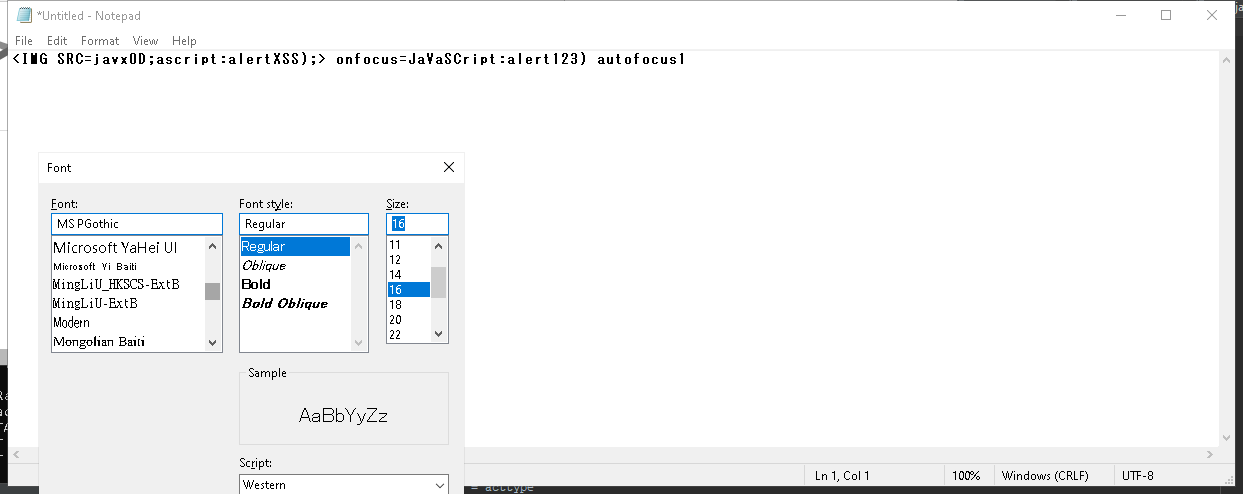 *Untitled - Notepad
File Edit Format View Help
<IMG SRC=javxOD;ascript:alertXSS);> onfocus=JaVaSCript:alert123) autofocus1
Font
Font: Font style: Size:
MS PGothic Regular 16
Microsoft YaHei UI Regular 11
Microsoft Yi Baiti Oblique 12
MingLiU_HKSCS-ExtB Bold 14
MingLiU-ExtB Bold Oblique 16
Modern 18
Mongolian Baiti 20
22
Sample
AaBbYyZz
Script:
Western
Ln 1, Col 1 100% Windows (CRLF) UTF-8
= acctype